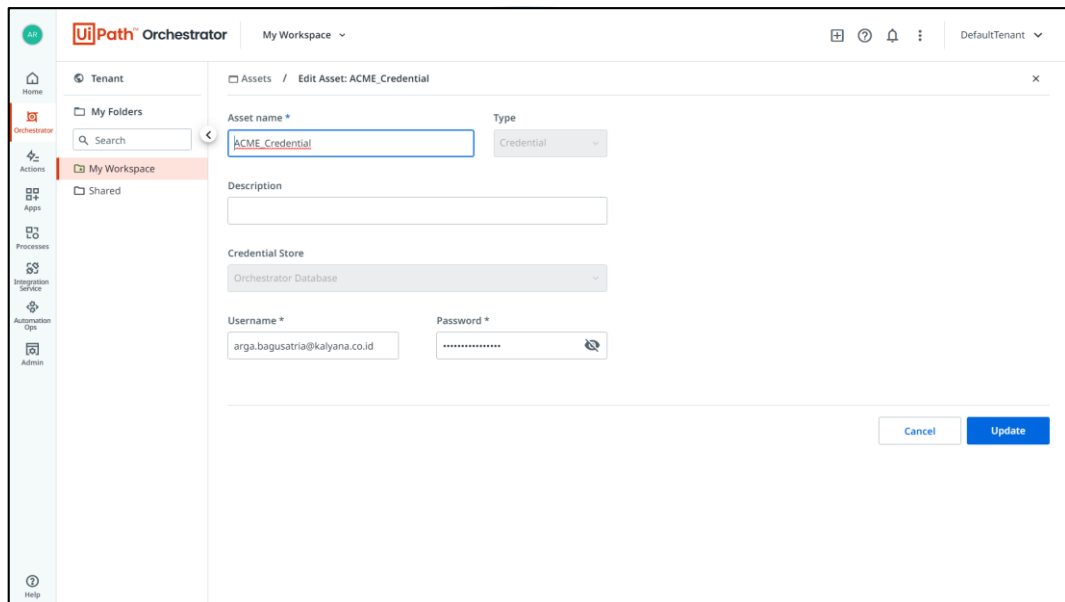 AR
UiPath™ Orchestrator
My Workspace
DefaultTenant
Home
Orchestrator
Actions
Apps
Processes
Integration
Service
Automation
Ops
Admin
Help
Tenant
My Folders
Search
My Workspace
Shared
Assets / Edit Asset: ACME_Credential
Asset name * Type
ACME_Credential Credential
Description
Credential Store
Orchestrator Database
Username * Password *
arga.bagusatria@kalyana.co.id ................
Cancel Update